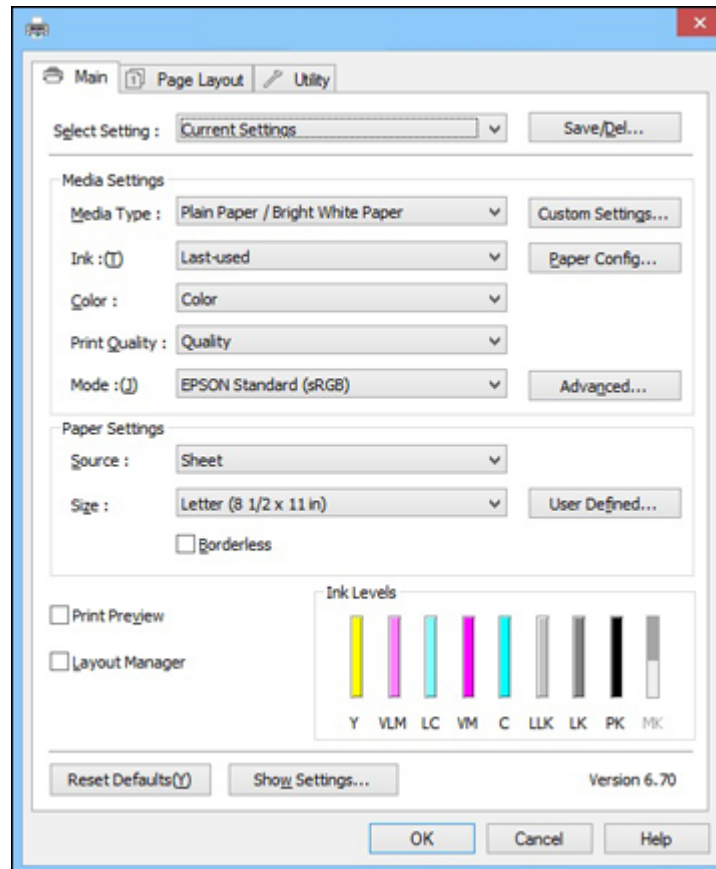 Main Page Layout Utility
Select Setting : Current Settings Save/Del...
Media Settings
Media Type : Plain Paper / Bright White Paper Custom Settings...
Ink :(T) Last-used Paper Config...
Color : Color
Print Quality : Quality
Mode :(J) EPSON Standard (sRGB) Advanced...
Paper Settings
Source : Sheet
Size : Letter (8 1/2 x 11 in) User Defined...
Borderless
Ink Levels
Print Preview
Layout Manager
Y VLM LC VM C LLK LK PK MK
Reset Defaults(Y) Show Settings... Version 6.70
OK Cancel Help